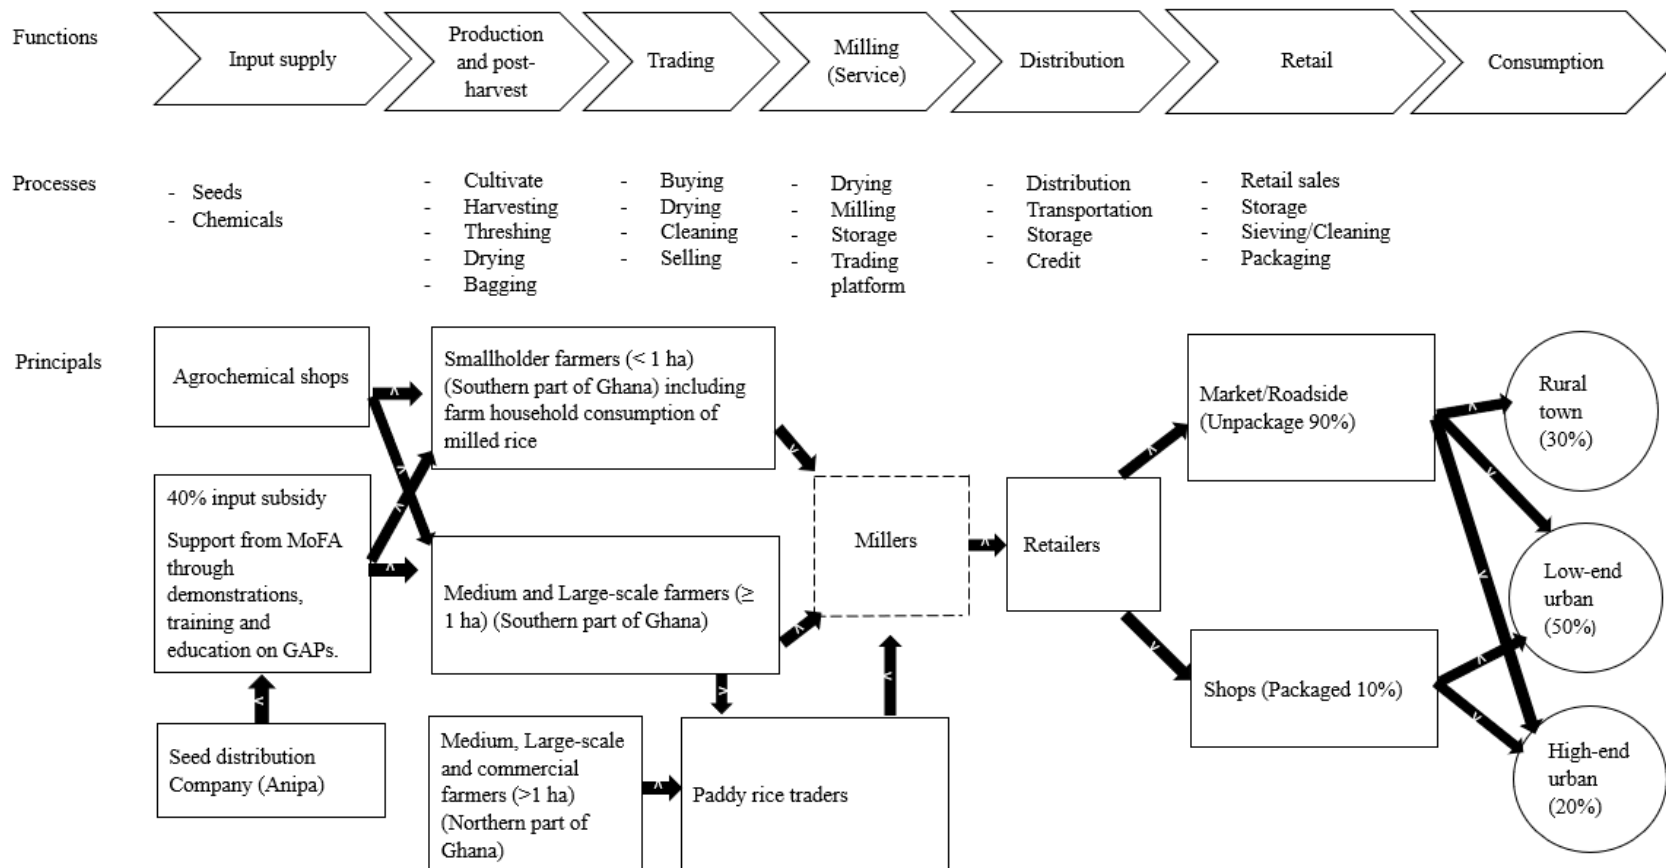 Functions
Input supply
Production
and post-
harvest
Trading
Milling
(Service)
Distribution
Retail
Consumption
Processes
- Seeds
- Chemicals
- Cultivate
- Harvesting
- Threshing
- Drying
- Bagging
- Buying
- Drying
- Cleaning
- Selling
- Drying
- Milling
- Storage
- Trading
platform
- Distribution
- Transportation
- Storage
- Credit
- Retail sales
- Storage
- Sieving/Cleaning
- Packaging
Principals
Agrochemical shops
40% input subsidy
Support from MoFA
through
demonstrations,
training and
education on GAPs.
Seed distribution
Company (Anipa)
Smallholder farmers (< 1 ha)
(Southern part of Ghana) including
farm household consumption of
milled rice
Medium and Large-scale farmers (≥
1 ha) (Southern part of Ghana)
Medium, Large-scale
and commercial
farmers (>1 ha)
(Northern part of
Ghana)
Paddy rice traders
Millers
Retailers
Market/Roadside
(Unpackage 90%)
Shops (Packaged 10%)
Rural
town
(30%)
Low-end
urban
(50%)
High-end
urban
(20%)